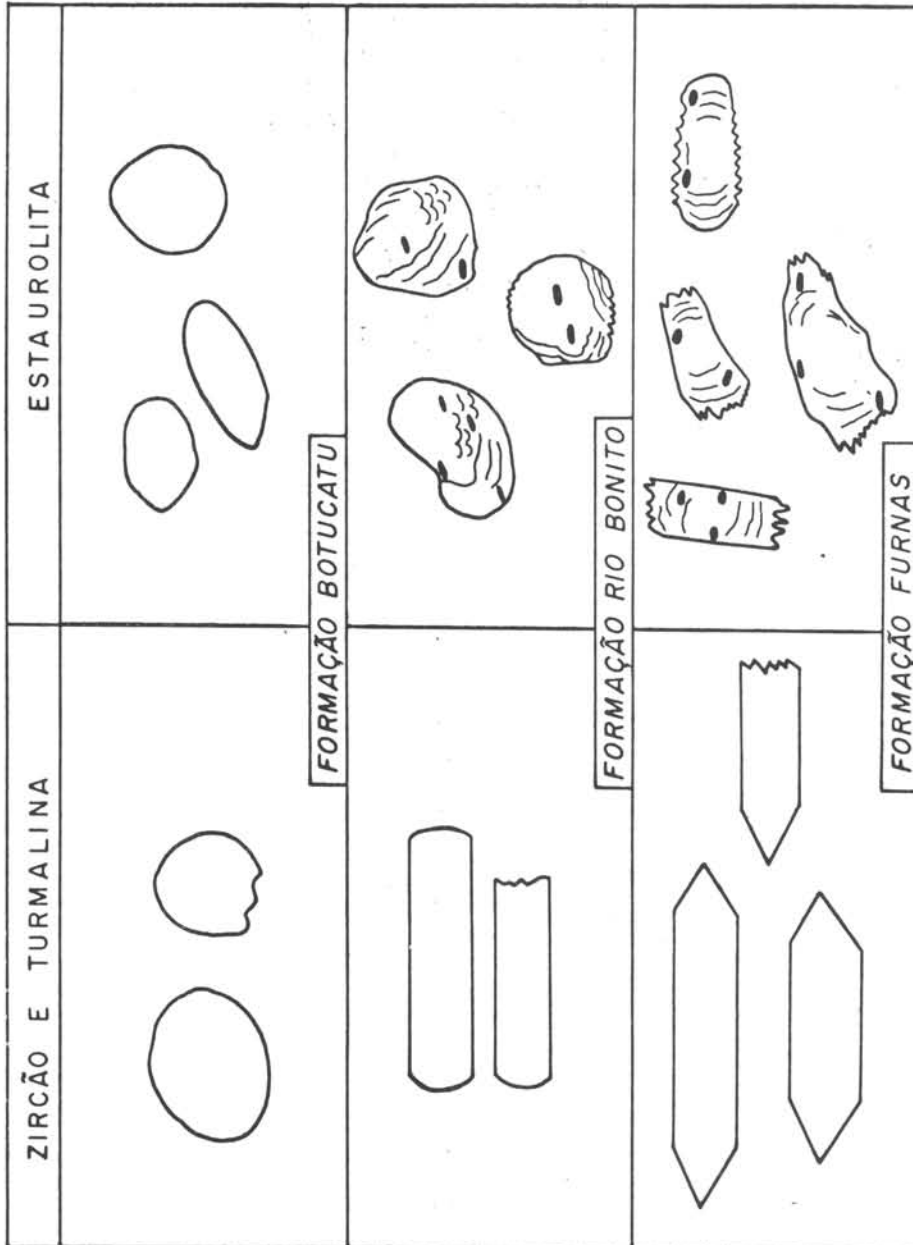 ZIRCÃO E TURMALINA
ESTAUROLITA
FORMAÇÃO BOTUCATU
FORMAÇÃO RIO BONITO
FORMAÇÃO FURNAS